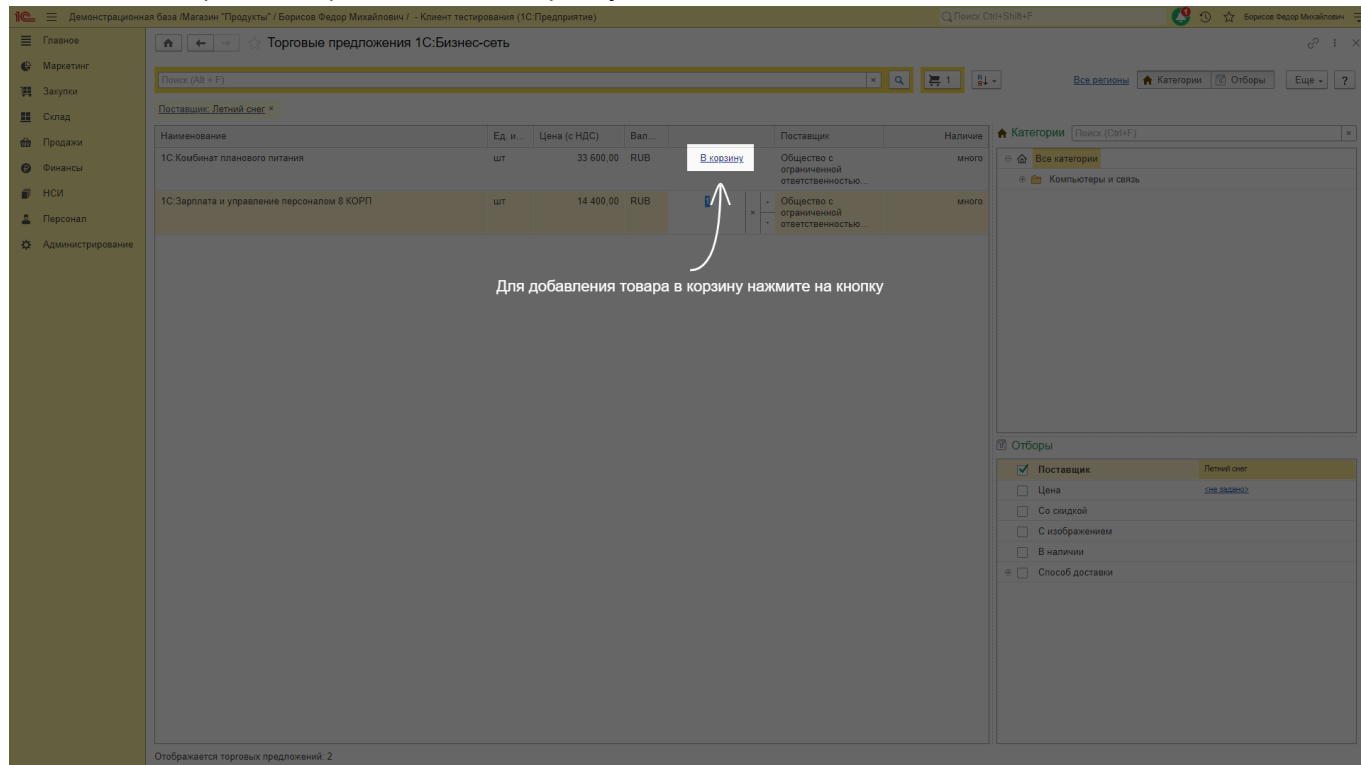 1С Демонстрационная база /Магазин "Продукты" / Борисов Федор Михайлович / - Клиент тестирования (1С:Предприятие) Поиск Ctrl+Shift+F Борисов Федор Михайлович
Главное
Маркетинг
Закупки
Склад
Продажи
Финансы
НСИ
Персонал
Администрирование
Торговые предложения 1С:Бизнес-сеть
Поиск (Alt + F) × 1 Все регионы Категории Отборы Еще ?
Поставщик: Летний снег ×
Наименование Ед. и... Цена (с НДС) Вал... Поставщик Наличие
1С:Комбинат планового питания шт 33 600,00 RUB В корзину Общество с много
ограниченной
ответственностью...
1С:Зарплата и управление персоналом 8 КОРП шт 14 400,00 RUB × Общество с много
ограниченной
ответственностью...
Для добавления товара в корзину нажмите на кнопку
Категории Поиск (Ctrl+F) ×
Все категории
Компьютеры и связь
Отборы
Поставщик Летний снег
Цена <не задано>
Со скидкой
С изображением
В наличии
Способ доставки
Отображается торговых предложений: 2